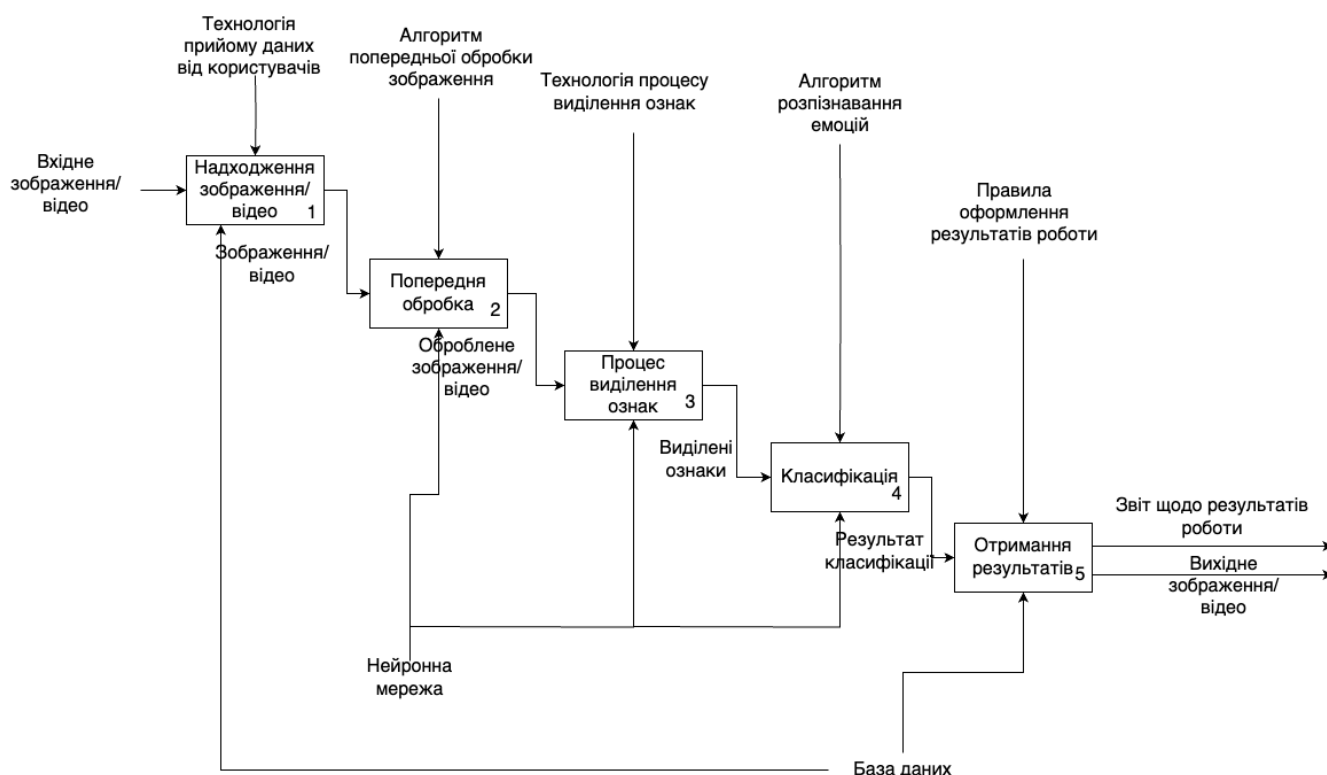 Технологія
прийому даних
від користувачів
Алгоритм
попередньої обробки
зображення
Технологія процесу
виділення ознак
Алгоритм
розпізнавання
емоцій
Вхідне
зображення/
відео
Надходження
зображення/
відео 1
Правила
оформлення
результатів роботи
Зображення/
відео
Попередня
обробка 2
Оброблене
зображення/
відео
Процес
виділення
ознак 3
Виділені
ознаки
Класифікація
4
Результат
класифікації
Отримання
результатів 5
Звіт щодо результатів
роботи
Вихідне
зображення/
відео
Нейронна
мережа
База даних